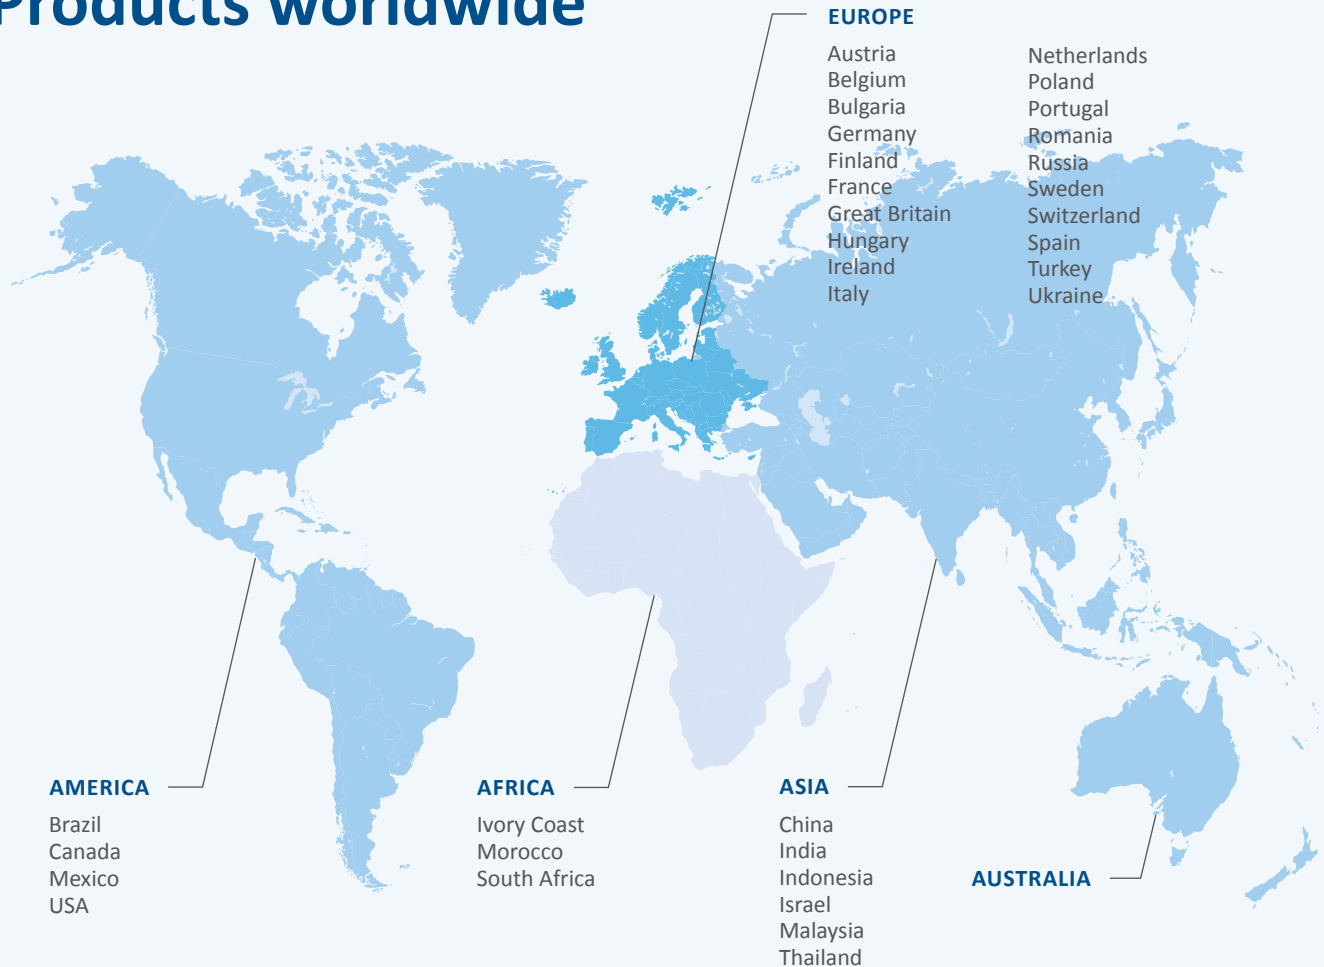 Products worldwide
EUROPE
Austria
Belgium
Bulgaria
Germany
Finland
France
Great Britain
Hungary
Ireland
Italy
Netherlands
Poland
Portugal
Romania
Russia
Sweden
Switzerland
Spain
Turkey
Ukraine
AMERICA
Brazil
Canada
Mexico
USA
AFRICA
Ivory Coast
Morocco
South Africa
ASIA
China
India
Indonesia
Israel
Malaysia
Thailand
AUSTRALIA